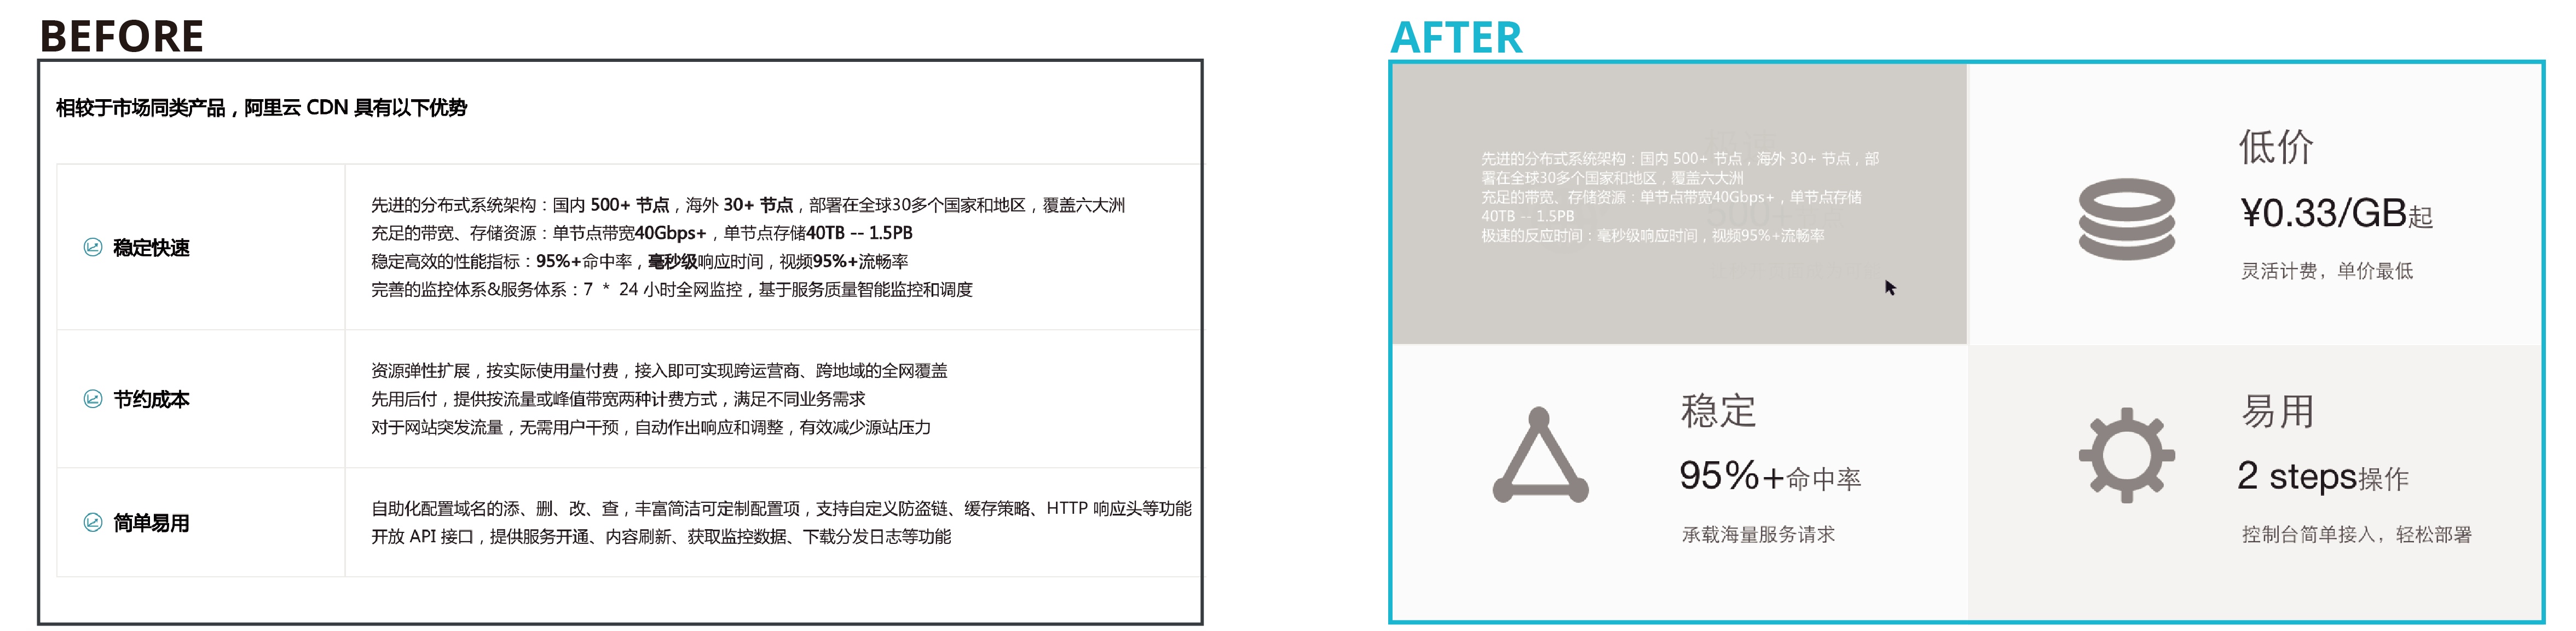 BEFORE
相较于市场同类产品，阿里云 CDN 具有以下优势
稳定快速
先进的分布式系统架构：国内 500+ 节点，海外 30+ 节点，部署在全球30多个国家和地区，覆盖六大洲
充足的带宽、存储资源：单节点带宽40Gbps+，单节点存储40TB -- 1.5PB
稳定高效的性能指标：95%+命中率，毫秒级响应时间，视频95%+流畅率
完善的监控体系&服务体系：7 * 24 小时全网监控，基于服务质量智能监控和调度
节约成本
资源弹性扩展，按实际使用量付费，接入即可实现跨运营商、跨地域的全网覆盖
先用后付，提供按流量或峰值带宽两种计费方式，满足不同业务需求
对于网站突发流量，无需用户干预，自动作出响应和调整，有效减少源站压力
简单易用
自助化配置域名的添、删、改、查，丰富简洁可定制配置项，支持自定义防盗链、缓存策略、HTTP 响应头等功能
开放 API 接口，提供服务开通、内容刷新、获取监控数据、下载分发日志等功能
AFTER
先进的分布式系统架构：国内 500+ 节点，海外 30+ 节点，部
署在全球30多个国家和地区，覆盖六大洲
充足的带宽、存储资源：单节点带宽40Gbps+，单节点存储
40TB -- 1.5PB
极速的反应时间：毫秒级响应时间，视频95%+流畅率
500+
低价
¥0.33/GB起
灵活计费，单价最低
稳定
95%+命中率
承载海量服务请求
易用
2 steps操作
控制台简单接入，轻松部署